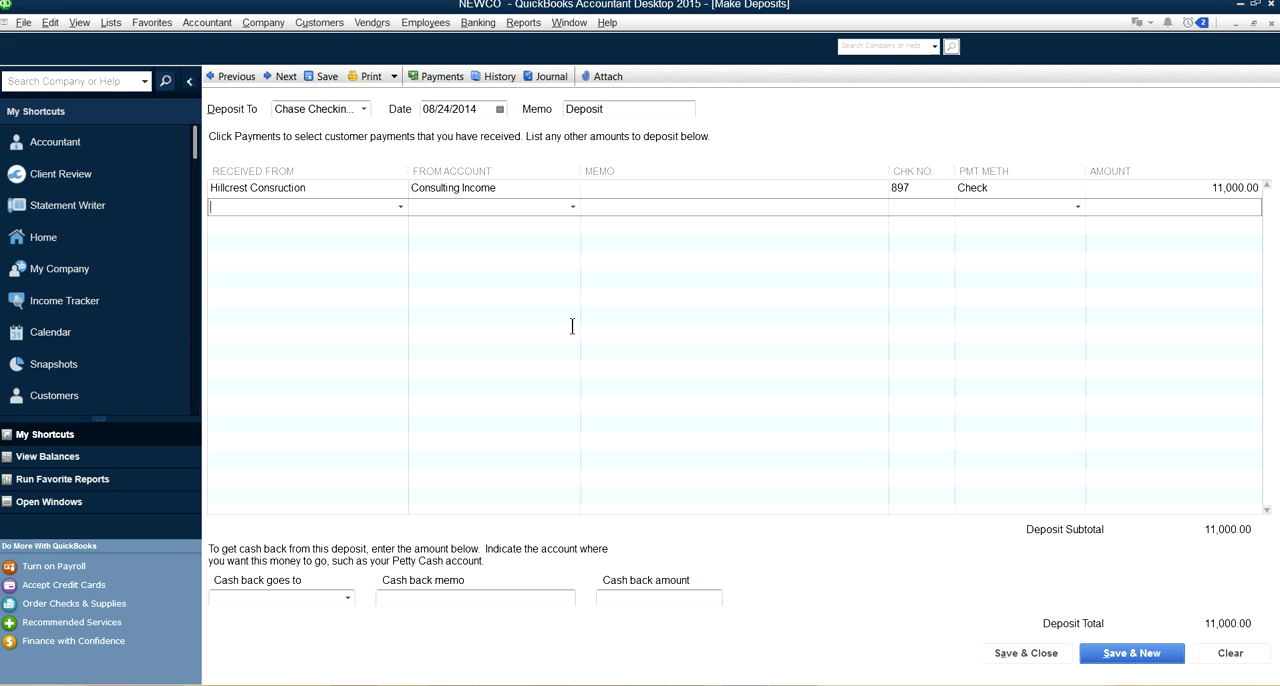 NEWCO - QuickBooks Accountant Desktop 2015 - [Make Deposits]
File Edit View Lists Favorites Accountant Company Customers Vendors Employees Banking Reports Window Help 2
Search Company or Help
Search Company or Help Previous Next Save Print Payments History Journal Attach
My Shortcuts
Accountant
Client Review
Statement Writer
Home
My Company
Income Tracker
Calendar
Snapshots
Customers
My Shortcuts
View Balances
Run Favorite Reports
Open Windows
Do More With QuickBooks
Turn on Payroll
Accept Credit Cards
Order Checks & Supplies
Recommended Services
Finance with Confidence
Deposit To Chase Checkin... Date 08/24/2014 Memo Deposit
Click Payments to select customer payments that you have received. List any other amounts to deposit below.
RECEIVED FROM FROM ACCOUNT MEMO CHK NO. PMT METH. AMOUNT
Hillcrest Consruction Consulting Income 897 Check 11,000.00
Deposit Subtotal 11,000.00
To get cash back from this deposit, enter the amount below. Indicate the account where
you want this money to go, such as your Petty Cash account.
Cash back goes to Cash back memo Cash back amount
Deposit Total 11,000.00
Save & Close Save & New Clear